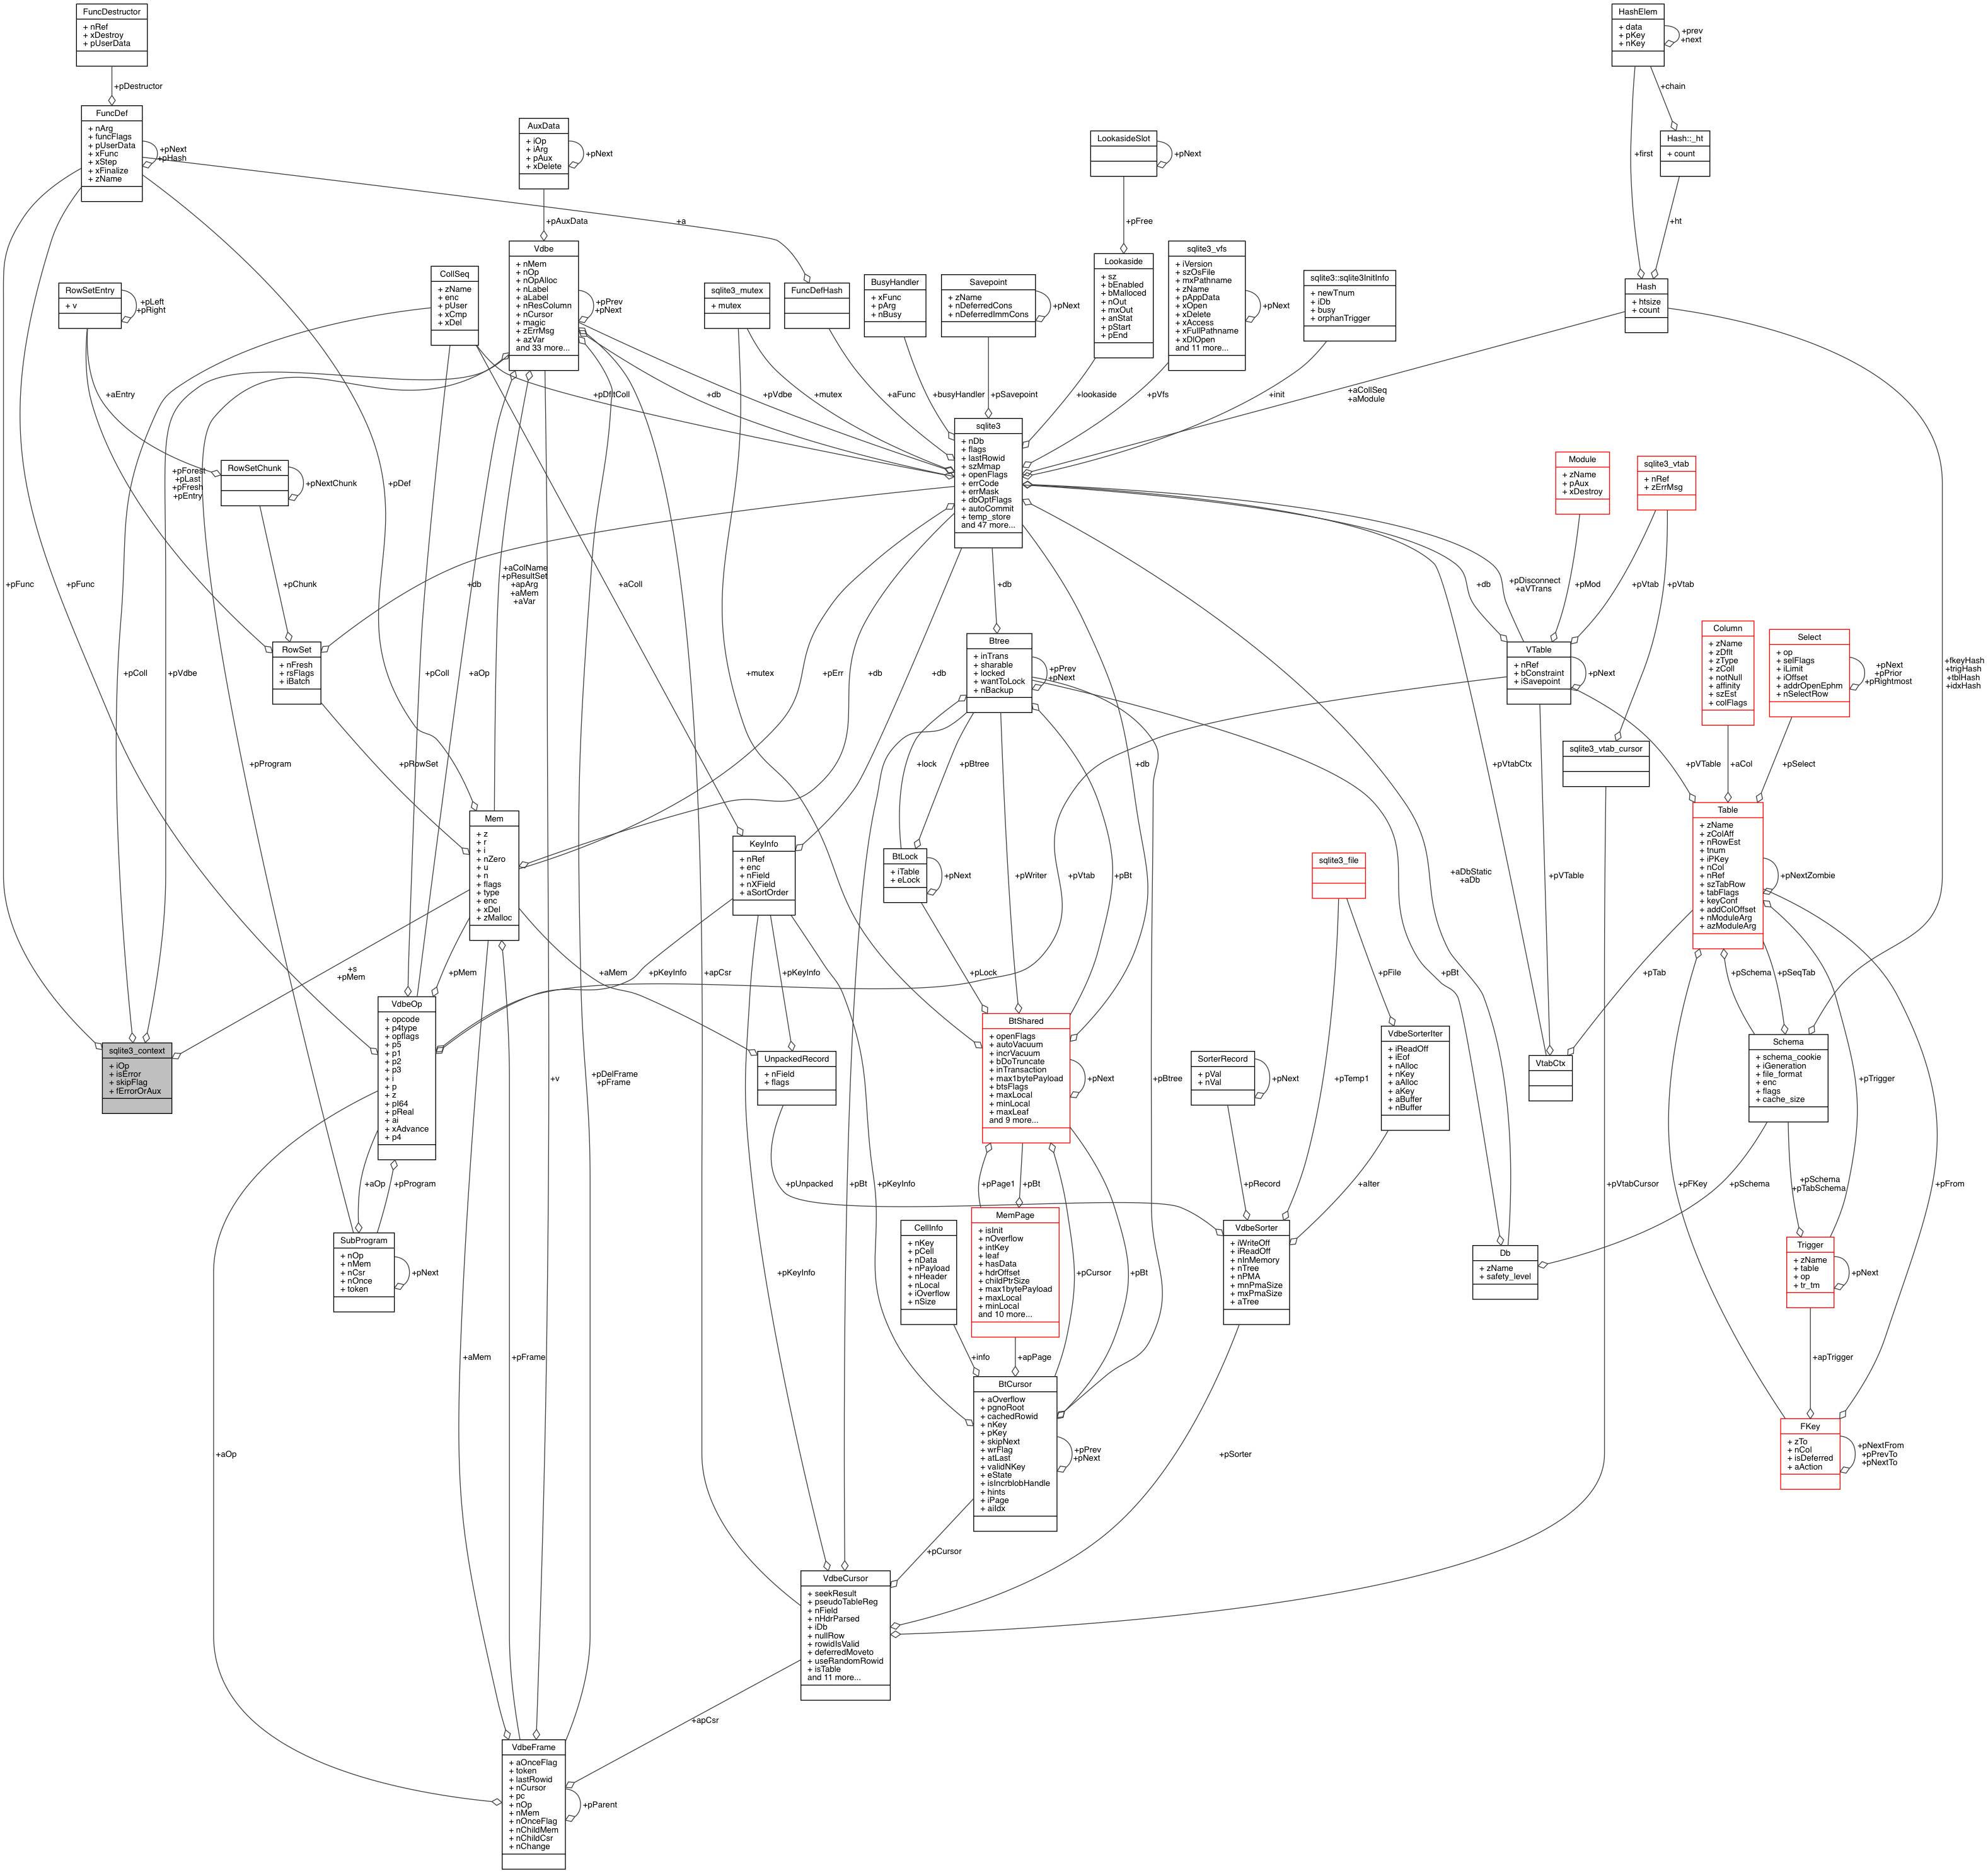 FuncDestructor
+ nRef
+ xDestroy
+ pUserData
HashElem
+ data
+ pKey
+ nKey
+prev
+next
+pDestructor
+chain
FuncDef
+ nArg
+ funcFlags
+ pUserData
+ xFunc
+ xStep
+ xFinalize
+ zName
+pNext
+pHash
AuxData
+ iOp
+ iArg
+ pAux
+ xDelete
+pNext
LookasideSlot
+pNext
+first
Hash::_ht
+ count
+pAuxData
+a
+pFree
+ht
RowSetEntry
+ v
+pLeft
+pRight
CollSeq
+ zName
+ enc
+ pUser
+ xCmp
+ xDel
Vdbe
+ nMem
+ nOp
+ nOpAlloc
+ nLabel
+ aLabel
+ nResColumn
+ nCursor
+ magic
+ zErrMsg
+ azVar
and 33 more...
+pPrev
+pNext
sqlite3_mutex
+ mutex
FuncDefHash
BusyHandler
+ xFunc
+ pArg
+ nBusy
Savepoint
+ zName
+ nDeferredCons
+ nDeferredImmCons
+pNext
Lookaside
+ sz
+ bEnabled
+ bMalloced
+ nOut
+ mxOut
+ anStat
+ pStart
+ pEnd
sqlite3_vfs
+ iVersion
+ szOsFile
+ mxPathname
+ zName
+ pAppData
+ xOpen
+ xDelete
+ xAccess
+ xFullPathname
+ xDlOpen
and 11 more...
+pNext
sqlite3::sqlite3InitInfo
+ newTnum
+ iDb
+ busy
+ orphanTrigger
Hash
+ htsize
+ count
+aEntry
+pDfltColl
+db
+pVdbe
+mutex
+aFunc
+busyHandler
+pSavepoint
+lookaside
+pVfs
+init
+aCollSeq
+aModule
sqlite3
+ nDb
+ flags
+ lastRowid
+ szMmap
+ openFlags
+ errCode
+ errMask
+ dbOptFlags
+ autoCommit
+ temp_store
and 47 more...
+pForest
+pLast
+pFresh
+pEntry
RowSetChunk
+pNextChunk
+pDef
Module
+ zName
+ pAux
+ xDestroy
sqlite3_vtab
+ nRef
+ zErrMsg
+pFunc
+pFunc
+pChunk
+db
+aColName
+pResultSet
+apArg
+aMem
+aVar
+aColl
+db
+db
+pDisconnect
+aVTrans
+pMod
+pVtab
+pVtab
RowSet
+ nFresh
+ rsFlags
+ iBatch
+pColl
+pVdbe
+pColl
+aOp
+pErr
+db
+db
+mutex
Btree
+ inTrans
+ sharable
+ locked
+ wantToLock
+ nBackup
+pPrev
+pNext
VTable
+ nRef
+ bConstraint
+ iSavepoint
+pNext
Column
+ zName
+ zDflt
+ zType
+ zColl
+ notNull
+ affinity
+ szEst
+ colFlags
Select
+ op
+ selFlags
+ iLimit
+ iOffset
+ addrOpenEphm
+ nSelectRow
+pNext
+pPrior
+pRightmost
+fkeyHash
+trigHash
+tblHash
+idxHash
sqlite3_vtab_cursor
+pProgram
+pRowSet
+lock
+pBtree
+db
+pVtabCtx
+pVTable
+aCol
+pSelect
Mem
+ z
+ r
+ i
+ nZero
+ u
+ n
+ flags
+ type
+ enc
+ xDel
+ zMalloc
KeyInfo
+ nRef
+ enc
+ nField
+ nXField
+ aSortOrder
BtLock
+ iTable
+ eLock
+pNext
+pWriter
+pVtab
+pBt
sqlite3_file
+aDbStatic
+aDb
+pVTable
Table
+ zName
+ zColAff
+ nRowEst
+ tnum
+ iPKey
+ nCol
+ nRef
+ szTabRow
+ tabFlags
+ keyConf
+ addColOffset
+ nModuleArg
+ azModuleArg
+pNextZombie
+s
+pMem
+pMem
+aMem
+pKeyInfo
+pKeyInfo
+apCsr
+pLock
+pFile
+pBt
+pTab
+pSchema
+pSeqTab
sqlite3_context
+ iOp
+ isError
+ skipFlag
+ fErrorOrAux
VdbeOp
+ opcode
+ p4type
+ opflags
+ p5
+ p1
+ p2
+ p3
+ i
+ p
+ z
+ pI64
+ pReal
+ ai
+ xAdvance
+ p4
+v
+pDelFrame
+pFrame
UnpackedRecord
+ nField
+ flags
BtShared
+ openFlags
+ autoVacuum
+ incrVacuum
+ bDoTruncate
+ inTransaction
+ max1bytePayload
+ btsFlags
+ maxLocal
+ minLocal
+ maxLeaf
and 9 more...
+pNext
+pBtree
SorterRecord
+ pVal
+ nVal
+pNext
+pTemp1
VdbeSorterIter
+ iReadOff
+ iEof
+ nAlloc
+ nKey
+ aAlloc
+ aKey
+ aBuffer
+ nBuffer
VtabCtx
Schema
+ schema_cookie
+ iGeneration
+ file_format
+ enc
+ flags
+ cache_size
+pTrigger
+aOp
+pProgram
+pUnpacked
+pBt
+pKeyInfo
+pPage1
+pBt
+pRecord
+aIter
+pVtabCursor
+pFKey
+pSchema
+pSchema
+pTabSchema
+pFrom
SubProgram
+ nOp
+ nMem
+ nCsr
+ nOnce
+ token
+pNext
+pKeyInfo
CellInfo
+ nKey
+ pCell
+ nData
+ nPayload
+ nHeader
+ nLocal
+ iOverflow
+ nSize
MemPage
+ isInit
+ nOverflow
+ intKey
+ leaf
+ hasData
+ hdrOffset
+ childPtrSize
+ max1bytePayload
+ maxLocal
+ minLocal
and 10 more...
+pCursor
+pBt
VdbeSorter
+ iWriteOff
+ iReadOff
+ nInMemory
+ nTree
+ nPMA
+ mnPmaSize
+ mxPmaSize
+ aTree
Db
+ zName
+ safety_level
Trigger
+ zName
+ table
+ op
+ tr_tm
+pNext
+aMem
+pFrame
+info
+apPage
+apTrigger
+aOp
BtCursor
+ aOverflow
+ pgnoRoot
+ cachedRowid
+ nKey
+ pKey
+ skipNext
+ wrFlag
+ atLast
+ validNKey
+ eState
+ isIncrblobHandle
+ hints
+ iPage
+ aiIdx
+pPrev
+pNext
+pSorter
FKey
+ zTo
+ nCol
+ isDeferred
+ aAction
+pNextFrom
+pPrevTo
+pNextTo
+pCursor
VdbeCursor
+ seekResult
+ pseudoTableReg
+ nField
+ nHdrParsed
+ iDb
+ nullRow
+ rowidIsValid
+ deferredMoveto
+ useRandomRowid
+ isTable
and 11 more...
+apCsr
VdbeFrame
+ aOnceFlag
+ token
+ lastRowid
+ nCursor
+ pc
+ nOp
+ nMem
+ nOnceFlag
+ nChildMem
+ nChildCsr
+ nChange
+pParent